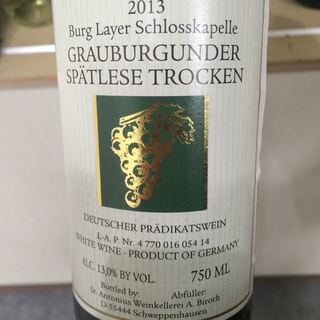 2013
Burg Layer Schlosskapelle
GRAUBURGUNDER
SPÄTLESE TROCKEN
DEUTSCHER PRÄDIKATSWEIN
L-A. P. Nr. 4 770 016 054 14
WHITE WINE · PRODUCT OF GERMANY
ALC. 13,0% BY VOL. 750 ML
Bottled by: Abfüller:
St. Antonius Weinkellerei A. Biroth
D-55444 Schweppenhausen